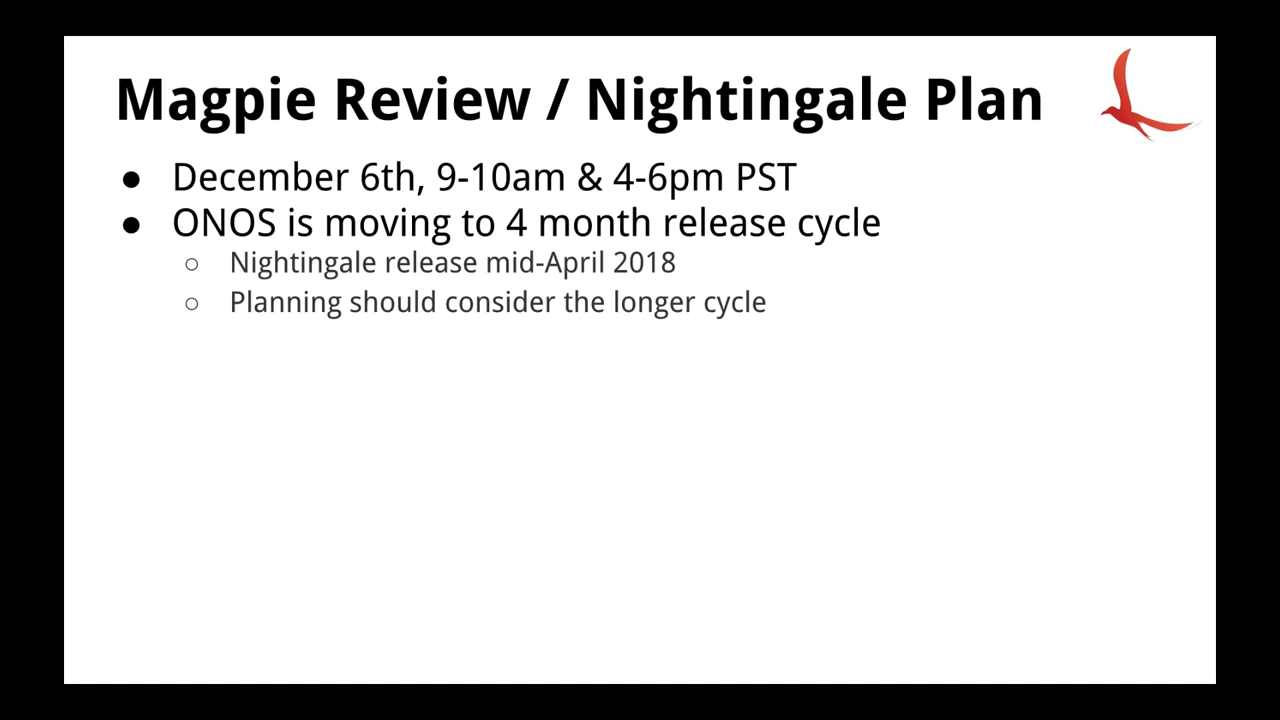 Magpie Review / Nightingale Plan
● December 6th, 9-10am & 4-6pm PST
● ONOS is moving to 4 month release cycle
○ Nightingale release mid-April 2018
○ Planning should consider the longer cycle